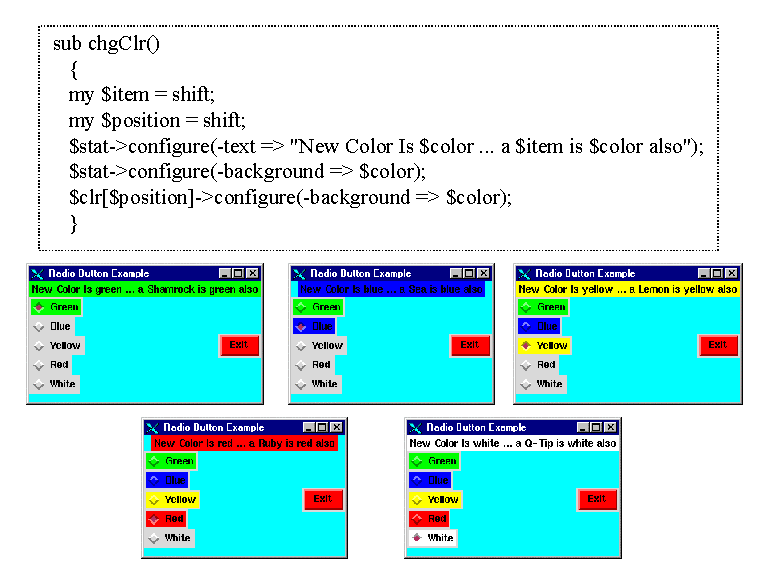 sub chgClr()
{
my $item = shift;
my $position = shift;
$stat->configure(-text => "New Color Is $color ... a $item is $color also");
$stat->configure(-background => $color);
$clr[$position]->configure(-background => $color);
}
Radio Button Example
New Color Is green ... a Shamrock is green also
Green
Blue
Yellow
Red
White
Exit
Radio Button Example
New Color Is blue ... a Sea is blue also
Green
Blue
Yellow
Red
White
Exit
Radio Button Example
New Color Is yellow ... a Lemon is yellow also
Green
Blue
Yellow
Red
White
Exit
Radio Button Example
New Color Is red ... a Ruby is red also
Green
Blue
Yellow
Red
White
Exit
Radio Button Example
New Color Is white ... a Q-Tip is white also
Green
Blue
Yellow
Red
White
Exit